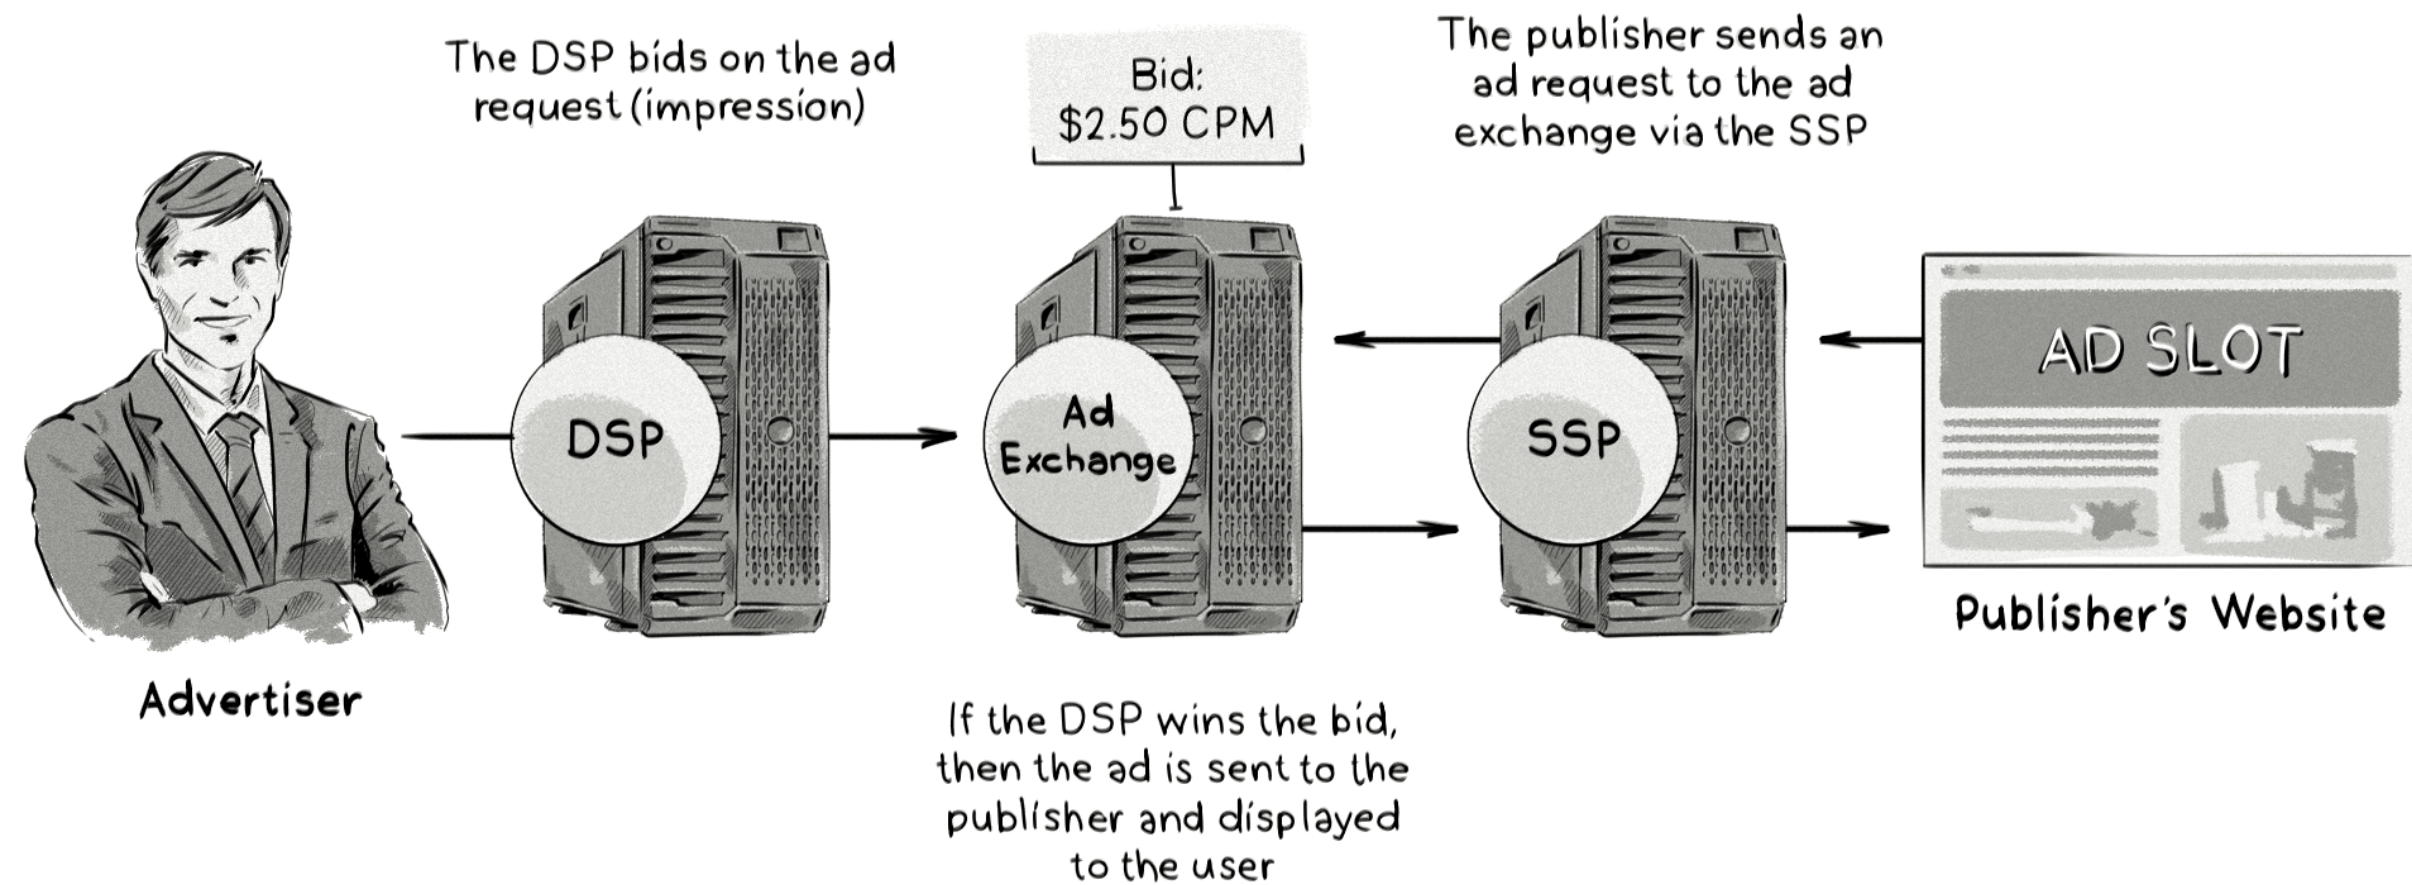 The DSP bids on the ad
request (impression)
Bid:
$2.50 CPM
The publisher sends an
ad request to the ad
exchange via the SSP
DSP
Ad
Exchange
SSP
AD SLOT
Advertiser
Publisher's Website
If the DSP wins the bid,
then the ad is sent to the
publisher and displayed
to the user